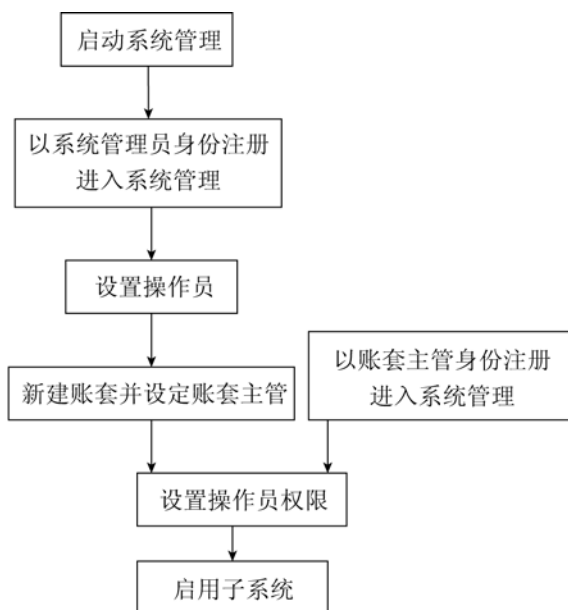 启动系统管理
以系统管理员身份注册
进入系统管理
设置操作员
新建账套并设定账套主管
以账套主管身份注册
进入系统管理
设置操作员权限
启用子系统